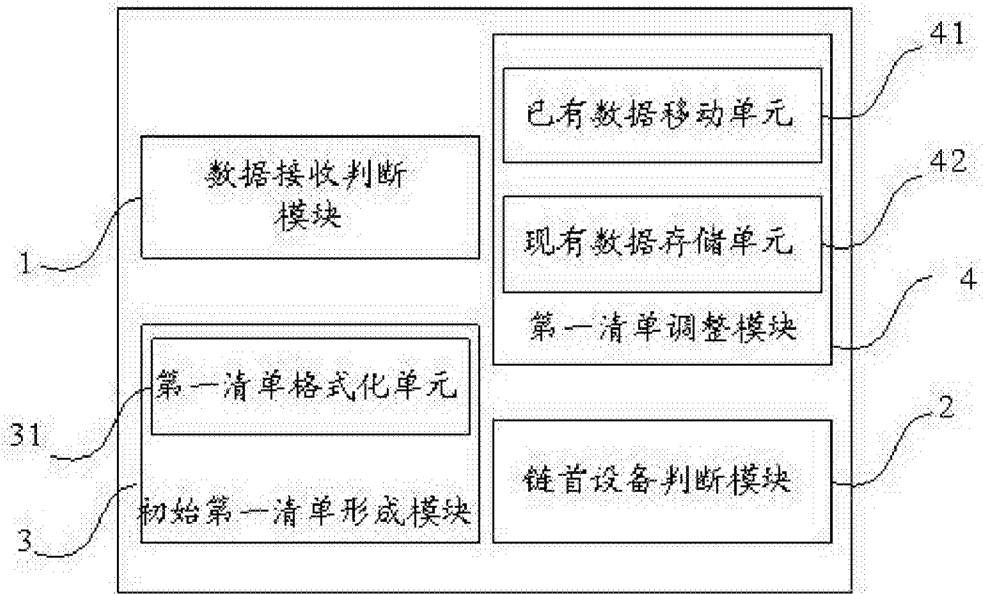 41
已有数据移动单元
数据接收判断
模块
42
现有数据存储单元
1
4
第一清单调整模块
第一清单格式化单元
31
2
链首设备判断模块
初始第一清单形成模块
3